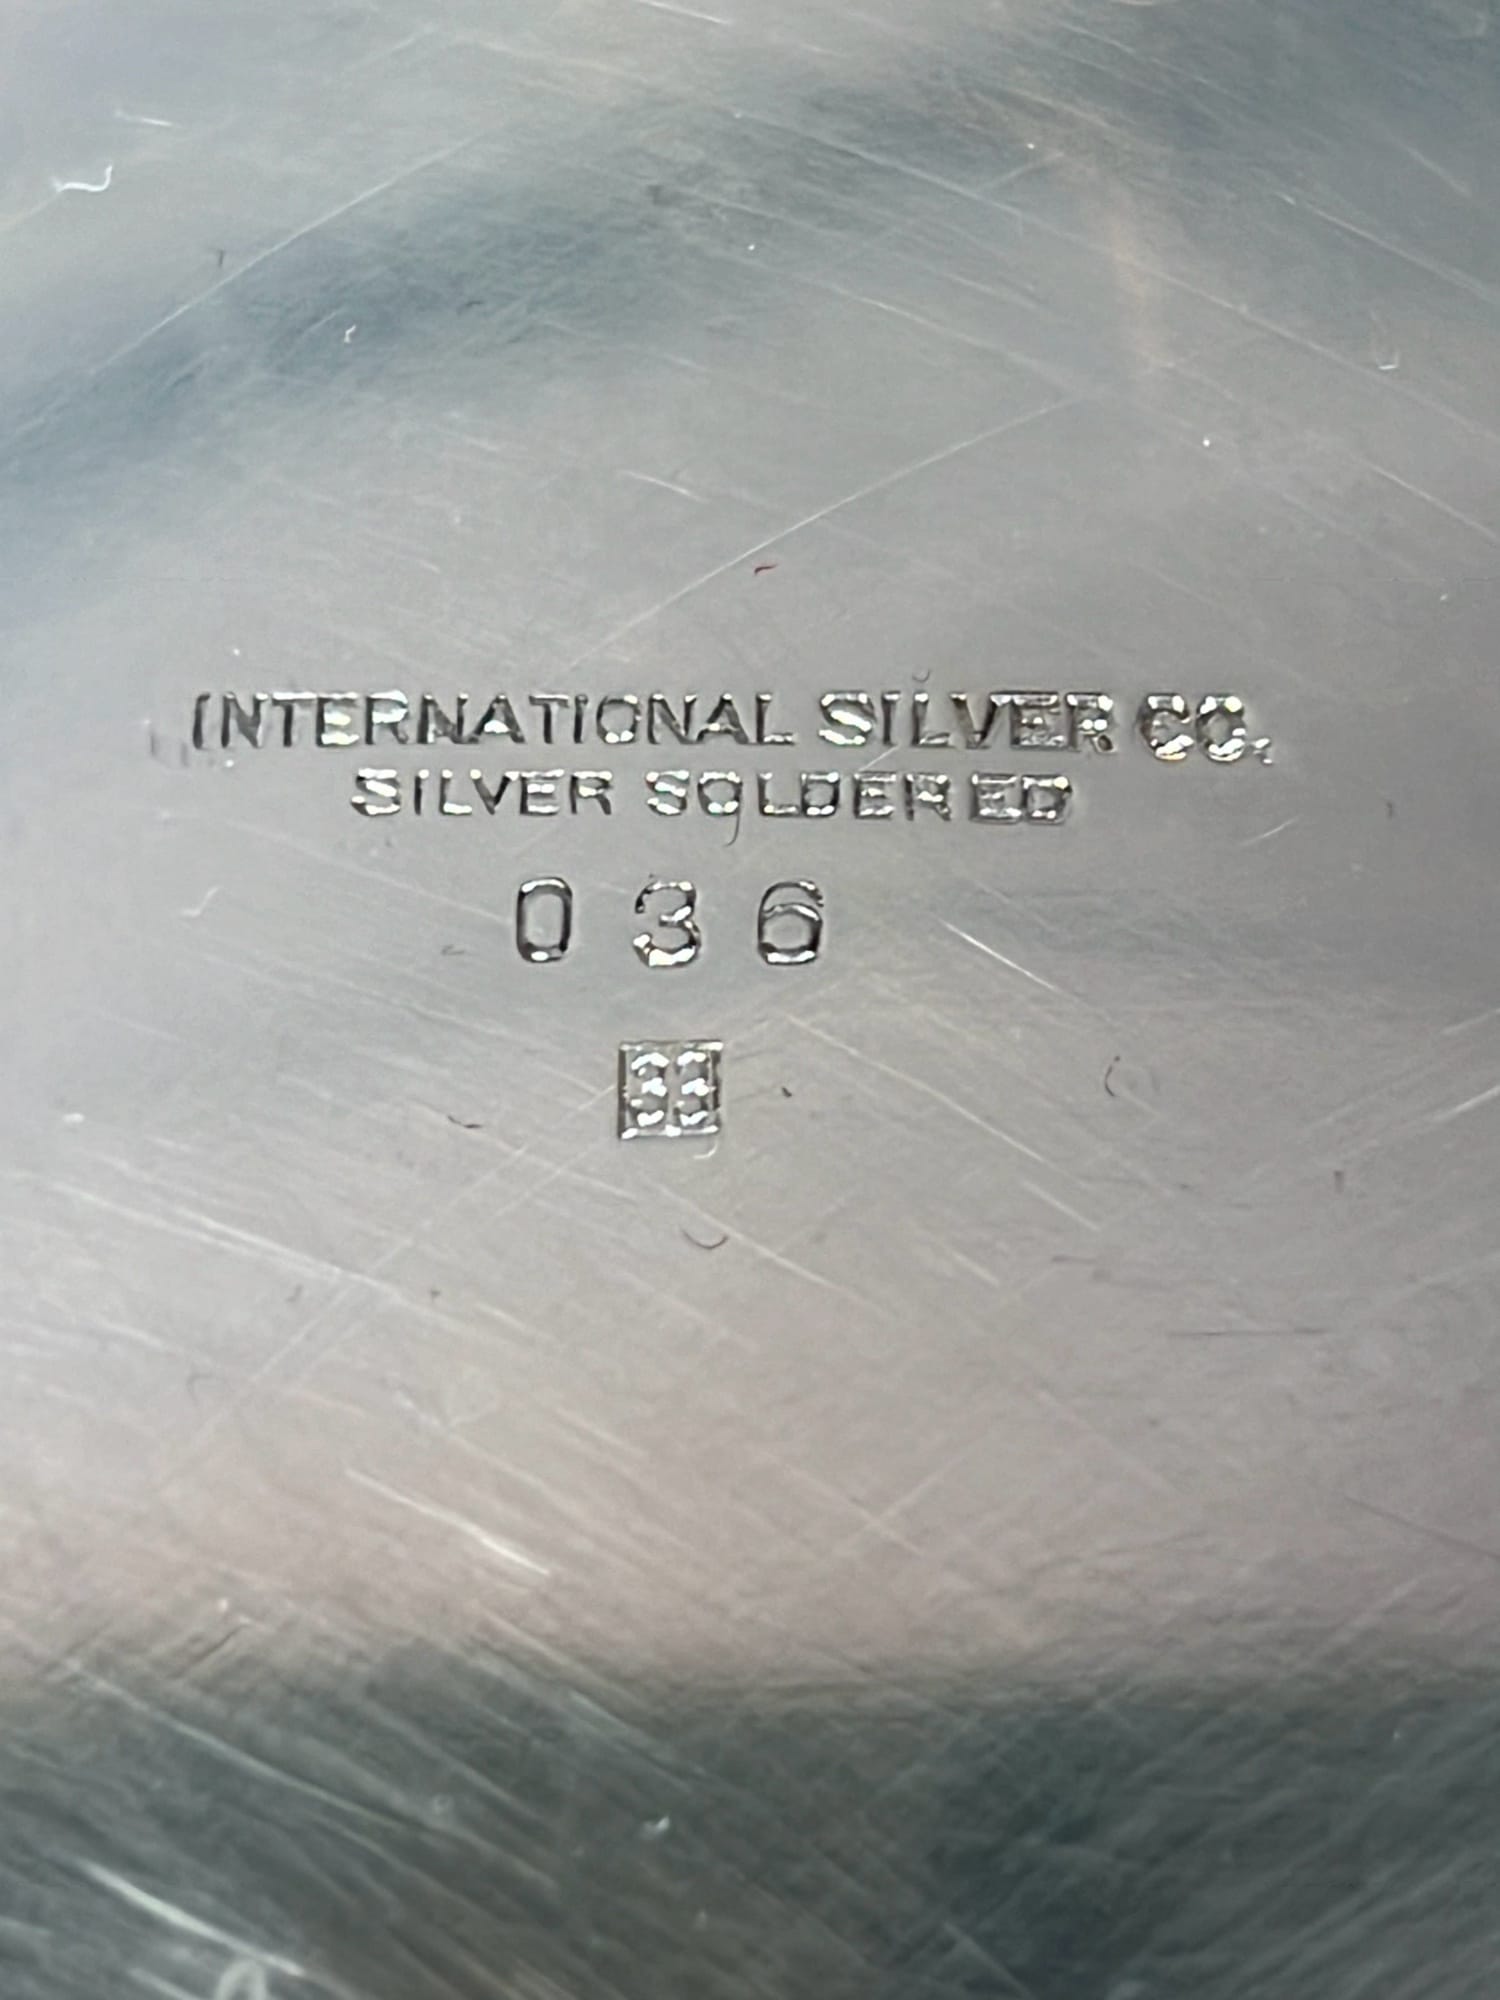 INTERNATIONAL SILVER CO.
SILVER SOLDERED
036